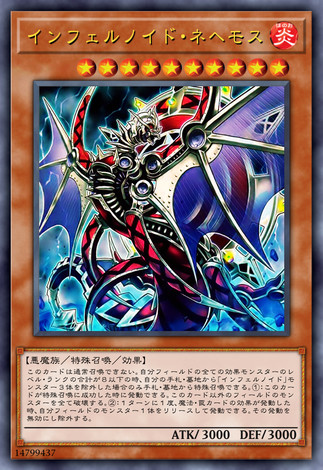 インフェルノイド・ネヘモス
炎
ほのお
【悪魔族／特殊召喚／効果】
このカードは通常召喚できない。自分フィールドの全ての効果モンスターの
レベル・ランクの合計が８以下の時、自分の手札・墓地から「インフェルノイド」モン
スター３体を除外した場合のみ手札・墓地から特殊召喚できる。①：このカー
ドが特殊召喚に成功した時に発動できる。このカード以外のフィールドのモン
スターを全て破壊する。②：１ターンに１度、魔法・罠カードの効果が発動した
時、自分フィールドのモンスター１体をリリースして発動できる。その発動を
無効にし除外する。
ATK/ 3000 DEF/ 3000
14799437